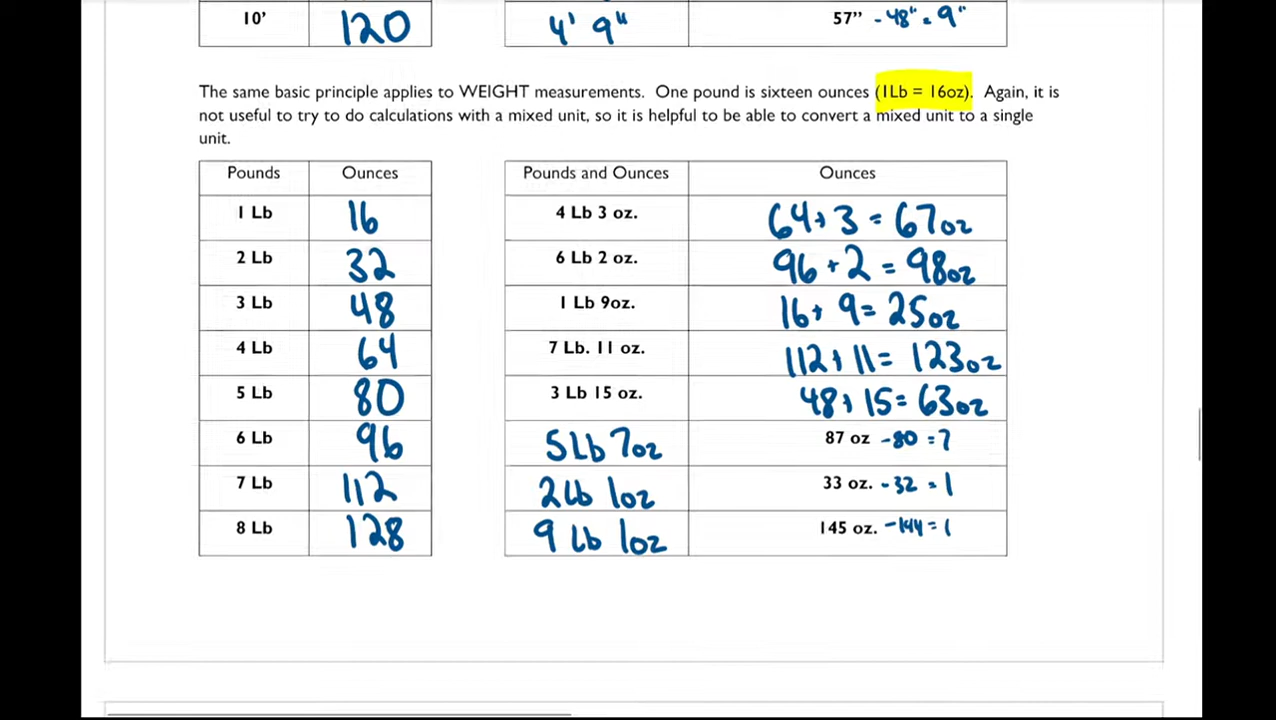 10' 120 4' 9" 57” - 48" = 9"
The same basic principle applies to WEIGHT measurements. One pound is sixteen ounces (1Lb = 16oz). Again, it is
not useful to try to do calculations with a mixed unit, so it is helpful to be able to convert a mixed unit to a single
unit.
Pounds Ounces Pounds and Ounces Ounces
1 Lb 16 4 Lb 3 oz. 64 + 3 = 67oz
2 Lb 32 6 Lb 2 oz. 96 + 2 = 98oz
3 Lb 48 1 Lb 9oz. 16 + 9 = 25oz
4 Lb 64 7 Lb. 11 oz. 112 + 11 = 123oz
5 Lb 80 3 Lb 15 oz. 48 + 15 = 63oz
6 Lb 96 5 Lb 7oz 87 oz - 80 = 7
7 Lb 112 2 lb 1oz 33 oz. - 32 = 1
8 Lb 128 9 Lb 1oz 145 oz. - 144 = 1